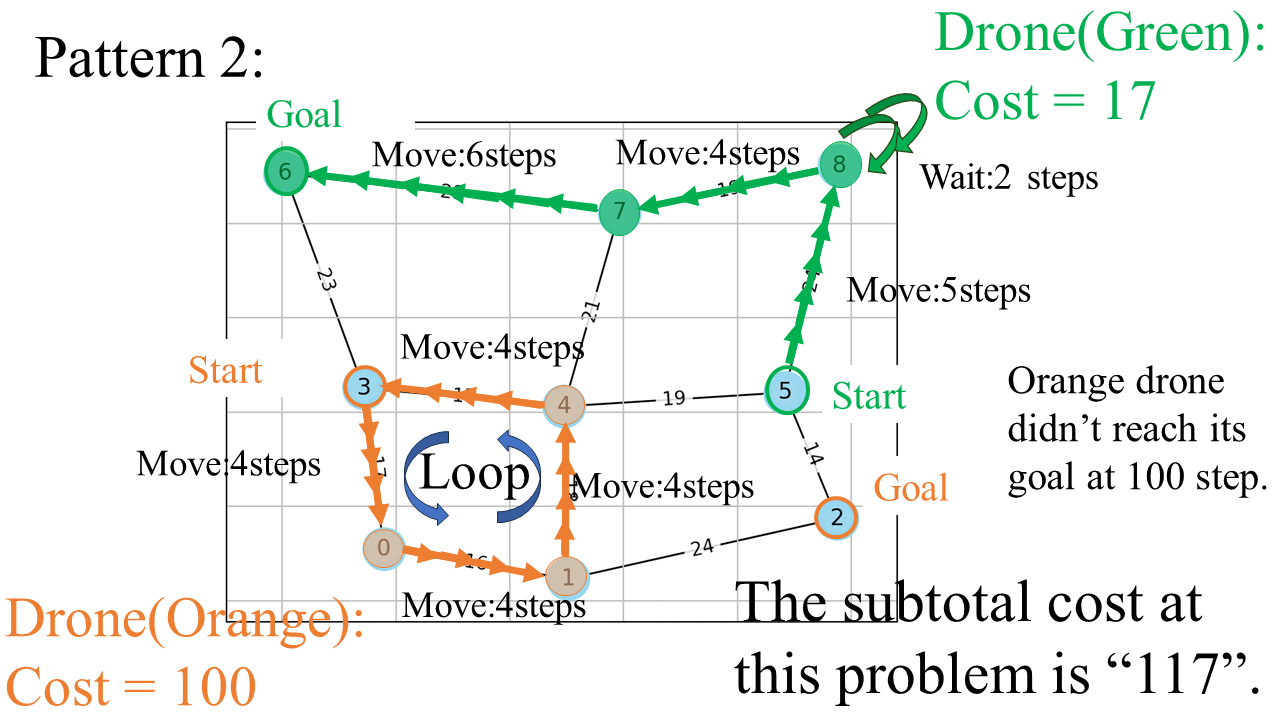 Pattern 2:
Drone(Green):
Cost = 17
Goal
Move:6steps
Move:4steps
6
7
8
Wait:2 steps
23
21
Move:5steps
Move:4steps
Start
3
4
19
5
Start
14
Orange drone
didn't reach its
goal at 100 step.
Move:4steps
17
Loop
Move:4steps
Goal
2
0
16
1
24
Move:4steps
Drone(Orange):
Cost = 100
The subtotal cost at
this problem is “117”.